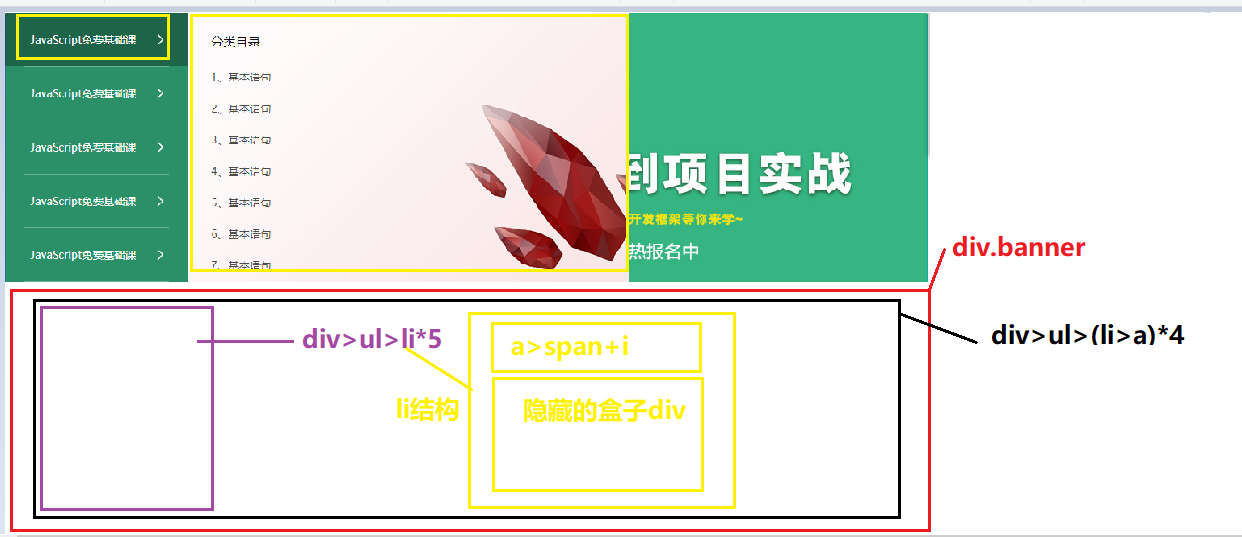 JavaScript免费基础课 >
JavaScript免费基础课 >
JavaScript免费基础课 >
JavaScript免费基础课 >
JavaScript免费基础课 >
分类目录
1、基本语句
2、基本语句
3、基本语句
4、基本语句
5、基本语句
6、基本语句
7、基本语句
到项目实战
开发框架等你来学~
热报名中
div.banner
div>ul>li*5
div>ul>(li>a)*4
a>span+i
li结构
隐藏的盒子div